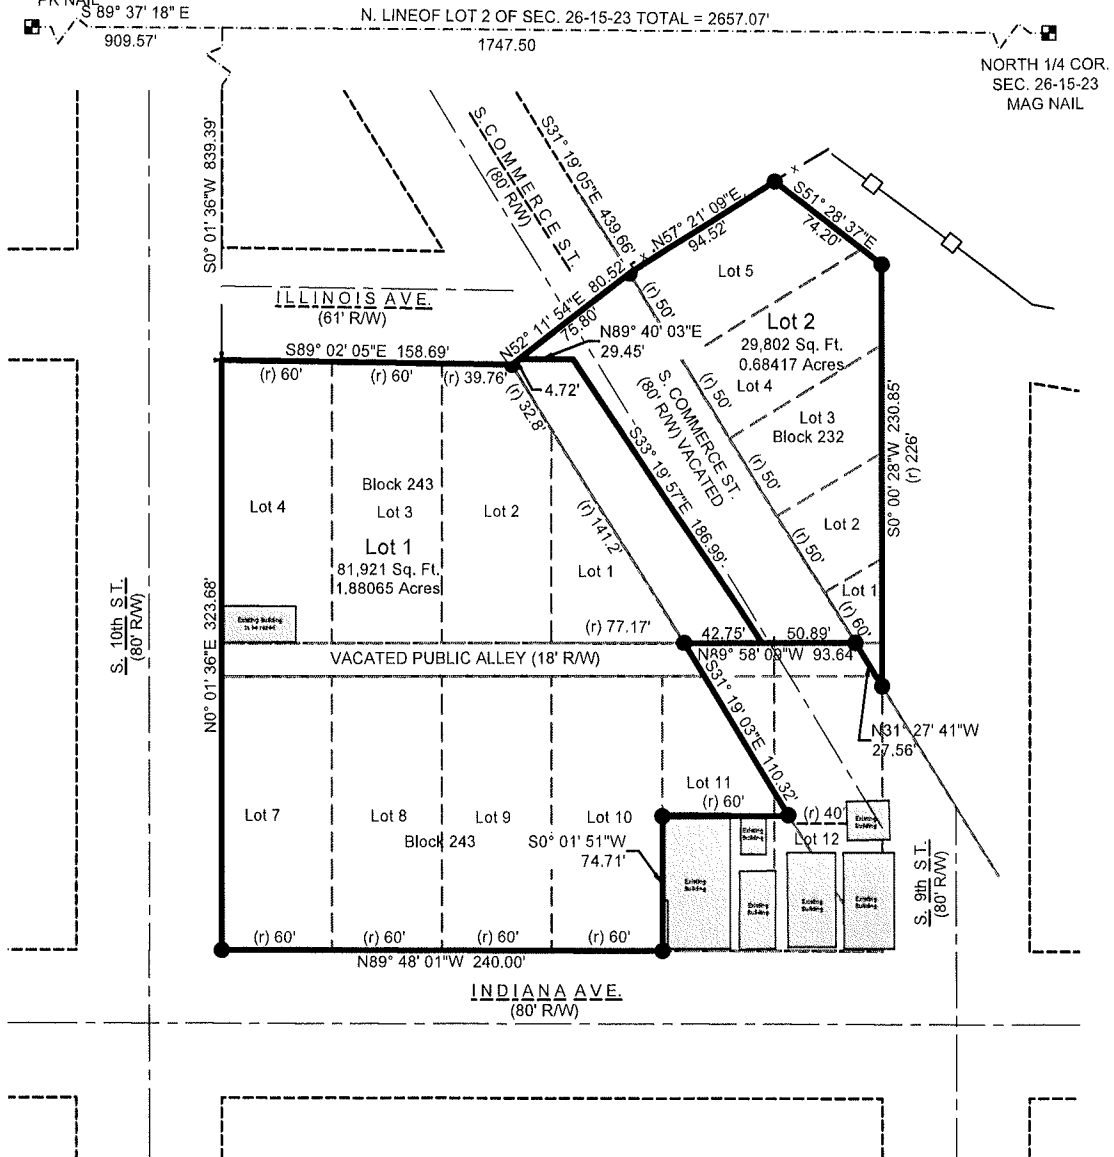 PK NAIL
S 89° 37' 18" E
N. LINEOF LOT 2 OF SEC. 26-15-23 TOTAL = 2657.07'
909.57'
1747.50
NORTH 1/4 COR.
SEC. 26-15-23
MAG NAIL
S0° 01' 36"W 839.39'
S. COMMERCE ST.
(80' R/W)
S31° 19' 05"E 439.66'
N57° 21' 09"E
94.52'
S51° 28' 37"E
74.20'
x
x
Lot 5
ILLINOIS AVE.
(61' R/W)
N52° 11' 54"E 80.52'
75.80'
(r) 50'
Lot 2
29,802 Sq. Ft.
0.68417 Acres
N89° 40' 03"E
29.45'
S89° 02' 05"E 158.69'
(r) 60'
(r) 60'
(r) 39.76'
4.72'
(r) 32.8'
S. COMMERCE ST.
(80' R/W) VACATED
(r) 50'
Lot 4
Lot 3
Block 232
S0° 00' 28"W 230.85'
(r) 226'
S33° 19' 57"E 186.99'
(r) 50'
Block 243
Lot 4
Lot 3
Lot 2
(r) 141.2'
Lot 2
(r) 50'
Lot 1
81,921 Sq. Ft.
1.88065 Acres
Lot 1
Lot 1
(r) 60'
S. 10th ST.
(80' R/W)
N0° 01' 36"E 323.68'
Existing Building
to be razed
(r) 77.17'
42.75'
50.89'
VACATED PUBLIC ALLEY (18' R/W)
N89° 58' 09"W 93.64'
S31° 19' 03"E 110.32'
N31° 27' 41"W
27.56'
Lot 11
(r) 60'
(r) 40'
Lot 7
Lot 8
Lot 9
Lot 10
Block 243
S0° 01' 51"W
74.71'
Existing
Building
Existing
Building
Lot 12
Existing
Building
Existing
Building
Existing
Building
Existing
Building
S. 9th ST.
(80' R/W)
(r) 60'
(r) 60'
(r) 60'
(r) 60'
N89° 48' 01"W 240.00'
INDIANA AVE.
(80' R/W)